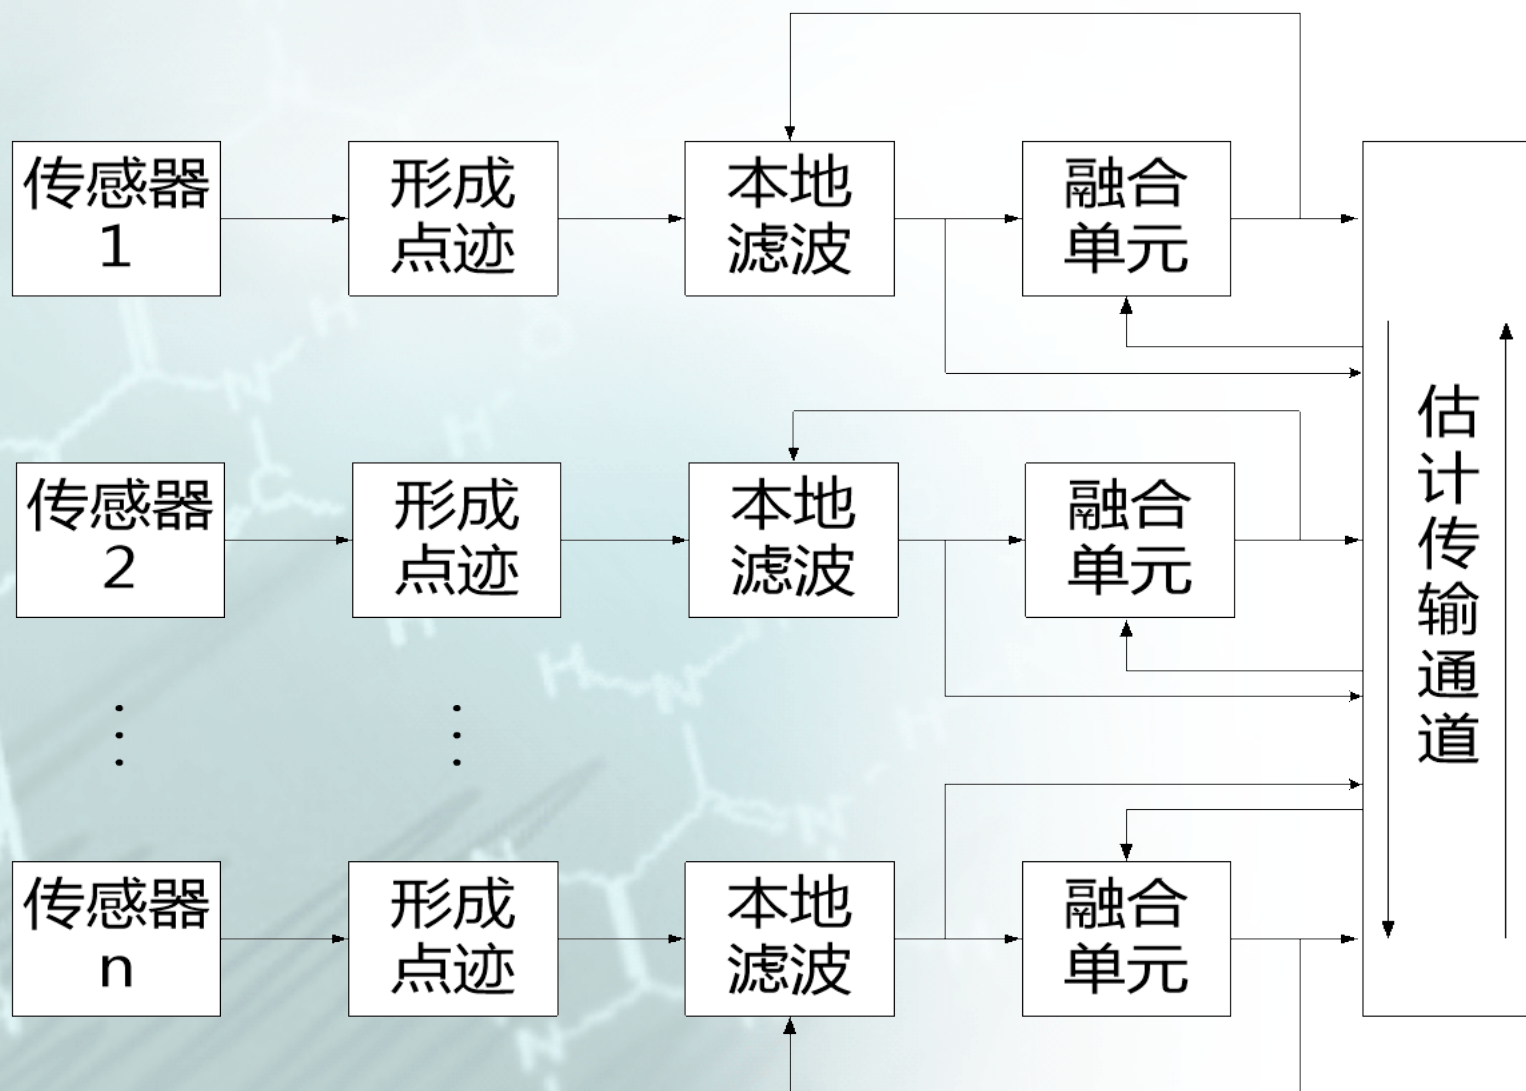 传感器
1
形成
点迹
本地
滤波
融合
单元
传感器
2
形成
点迹
本地
滤波
融合
单元
估
计
传
输
通
道
传感器
n
形成
点迹
本地
滤波
融合
单元
H
N
O
H
C
H
H
N
H
N
N
N